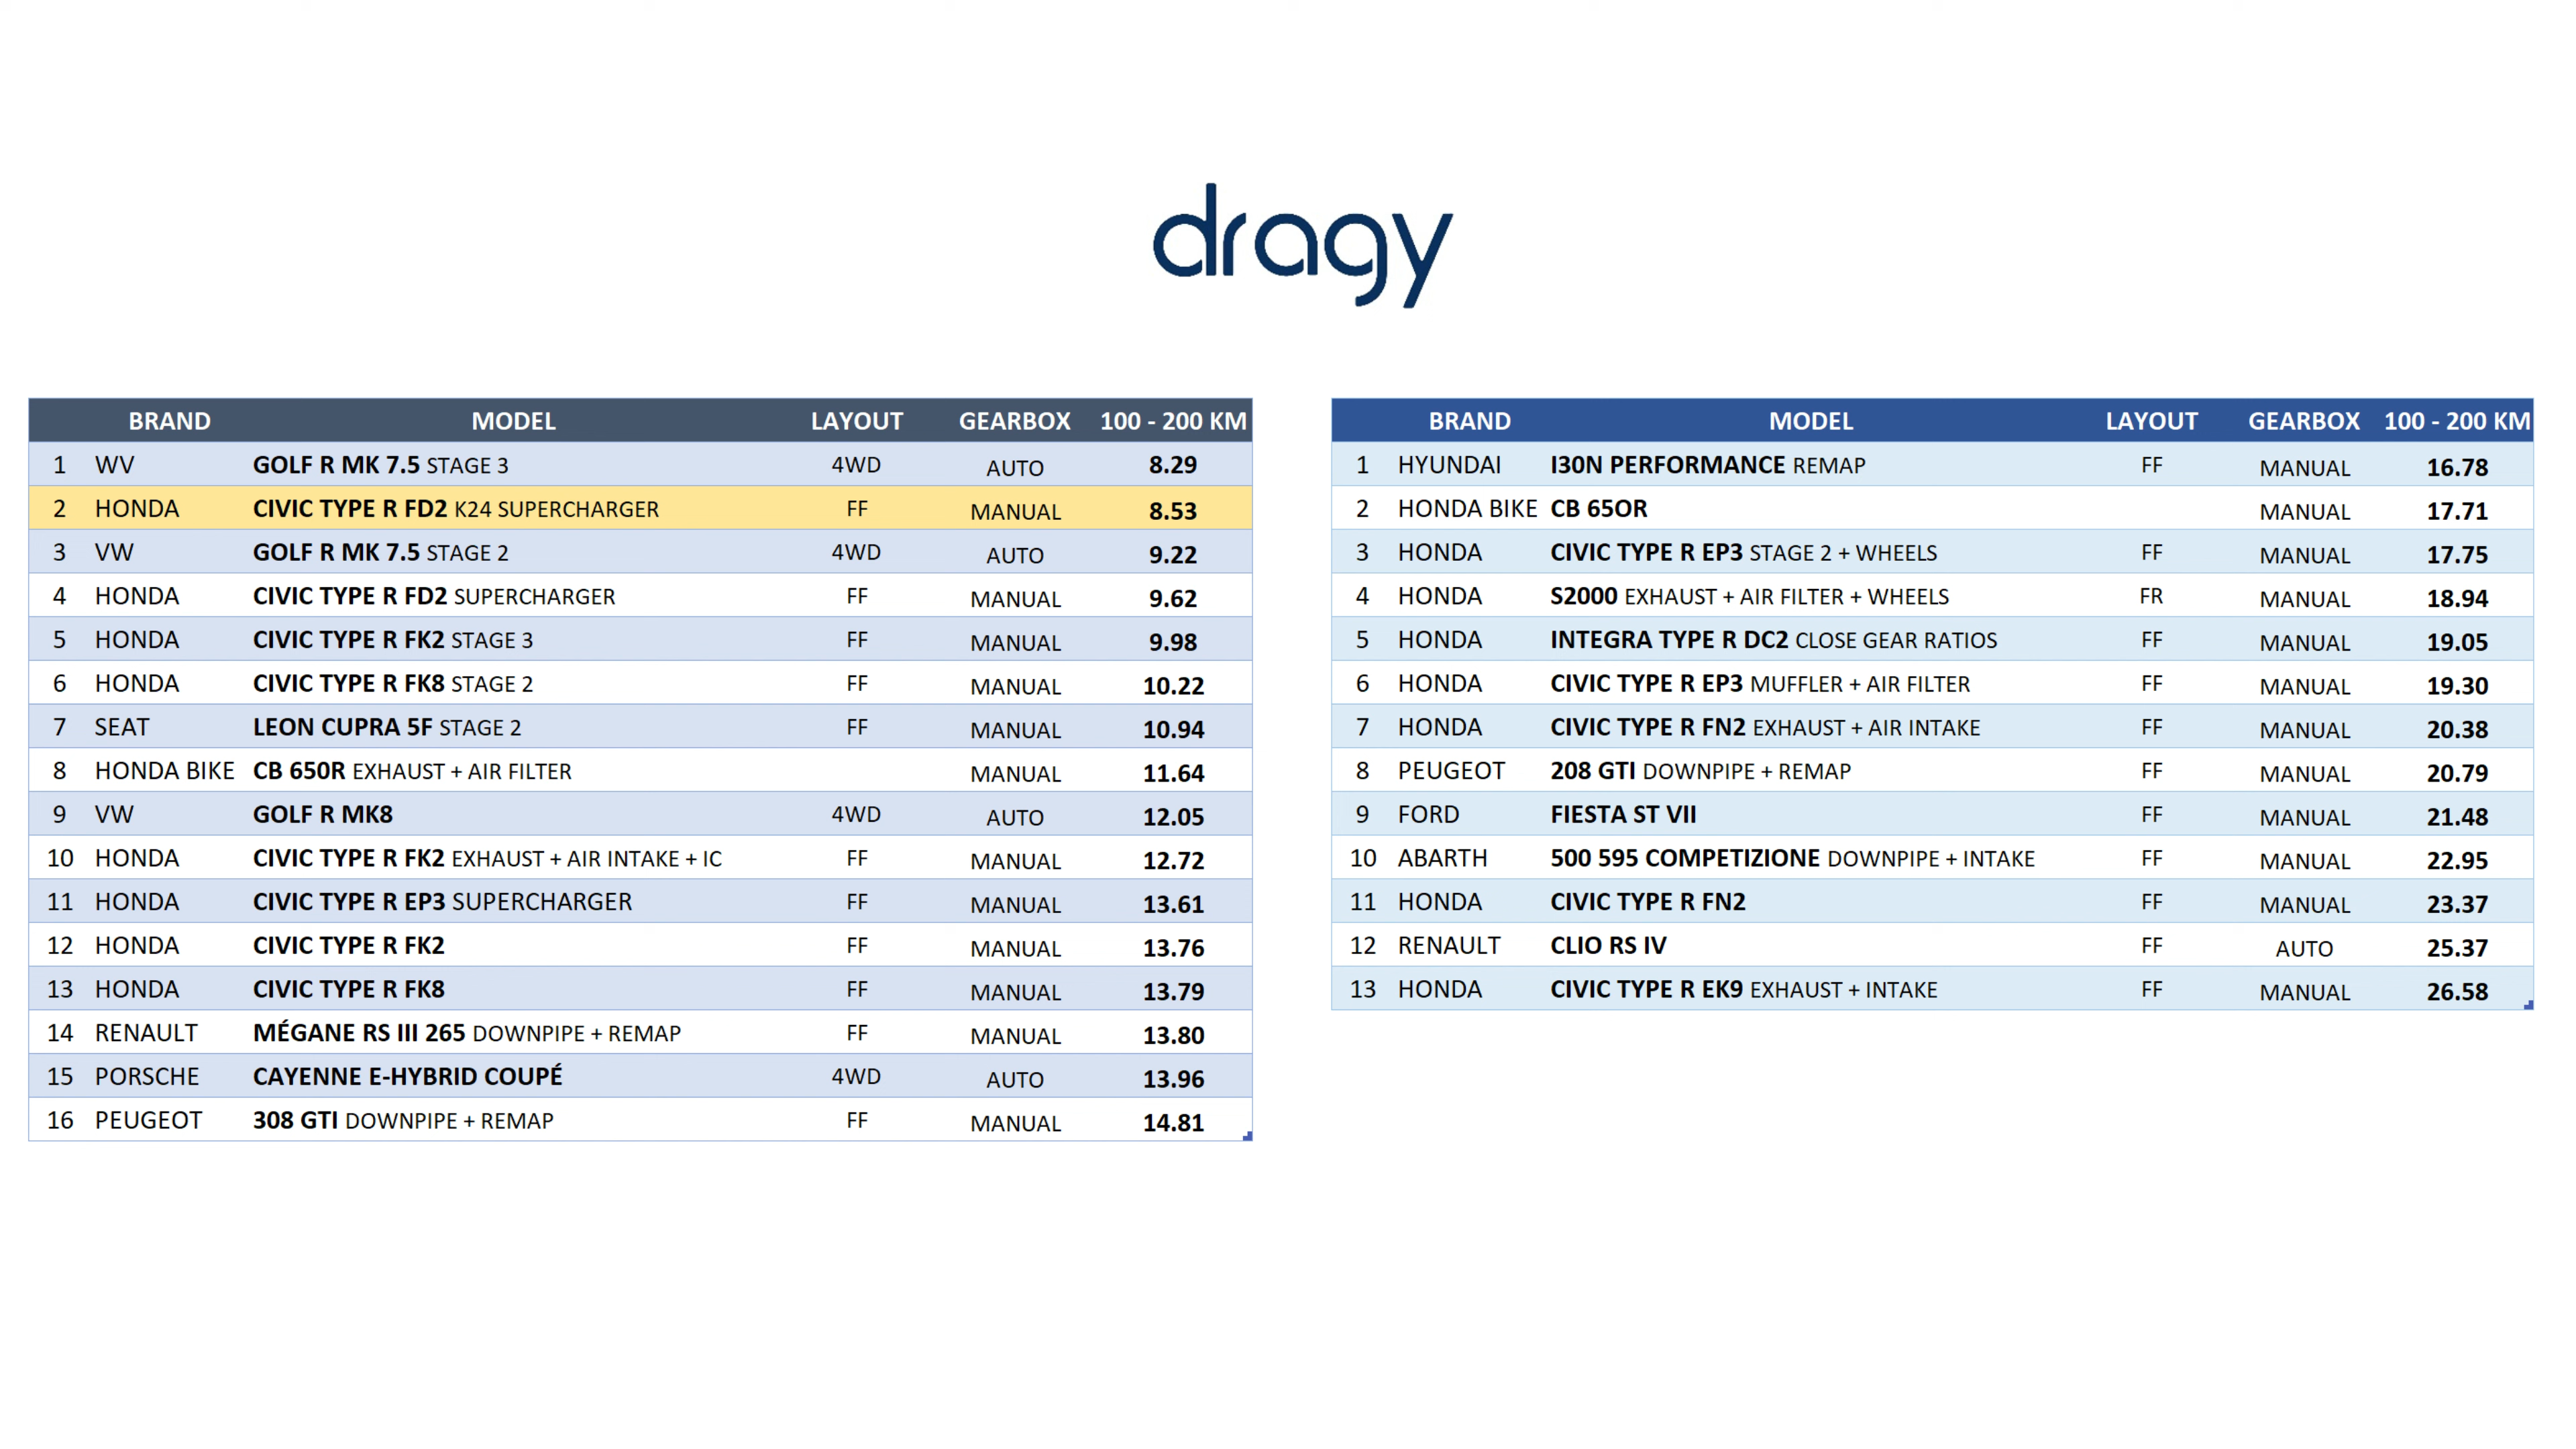 dragy
BRAND MODEL LAYOUT GEARBOX 100 - 200 KM
1 WV GOLF R MK 7.5 STAGE 3 4WD AUTO 8.29
2 HONDA CIVIC TYPE R FD2 K24 SUPERCHARGER FF MANUAL 8.53
3 VW GOLF R MK 7.5 STAGE 2 4WD AUTO 9.22
4 HONDA CIVIC TYPE R FD2 SUPERCHARGER FF MANUAL 9.62
5 HONDA CIVIC TYPE R FK2 STAGE 3 FF MANUAL 9.98
6 HONDA CIVIC TYPE R FK8 STAGE 2 FF MANUAL 10.22
7 SEAT LEON CUPRA 5F STAGE 2 FF MANUAL 10.94
8 HONDA BIKE CB 650R EXHAUST + AIR FILTER MANUAL 11.64
9 VW GOLF R MK8 4WD AUTO 12.05
10 HONDA CIVIC TYPE R FK2 EXHAUST + AIR INTAKE + IC FF MANUAL 12.72
11 HONDA CIVIC TYPE R EP3 SUPERCHARGER FF MANUAL 13.61
12 HONDA CIVIC TYPE R FK2 FF MANUAL 13.76
13 HONDA CIVIC TYPE R FK8 FF MANUAL 13.79
14 RENAULT MÉGANE RS III 265 DOWNPIPE + REMAP FF MANUAL 13.80
15 PORSCHE CAYENNE E-HYBRID COUPÉ 4WD AUTO 13.96
16 PEUGEOT 308 GTI DOWNPIPE + REMAP FF MANUAL 14.81
BRAND MODEL LAYOUT GEARBOX 100 - 200 KM
1 HYUNDAI I30N PERFORMANCE REMAP FF MANUAL 16.78
2 HONDA BIKE CB 65OR MANUAL 17.71
3 HONDA CIVIC TYPE R EP3 STAGE 2 + WHEELS FF MANUAL 17.75
4 HONDA S2000 EXHAUST + AIR FILTER + WHEELS FR MANUAL 18.94
5 HONDA INTEGRA TYPE R DC2 CLOSE GEAR RATIOS FF MANUAL 19.05
6 HONDA CIVIC TYPE R EP3 MUFFLER + AIR FILTER FF MANUAL 19.30
7 HONDA CIVIC TYPE R FN2 EXHAUST + AIR INTAKE FF MANUAL 20.38
8 PEUGEOT 208 GTI DOWNPIPE + REMAP FF MANUAL 20.79
9 FORD FIESTA ST VII FF MANUAL 21.48
10 ABARTH 500 595 COMPETIZIONE DOWNPIPE + INTAKE FF MANUAL 22.95
11 HONDA CIVIC TYPE R FN2 FF MANUAL 23.37
12 RENAULT CLIO RS IV FF AUTO 25.37
13 HONDA CIVIC TYPE R EK9 EXHAUST + INTAKE FF MANUAL 26.58